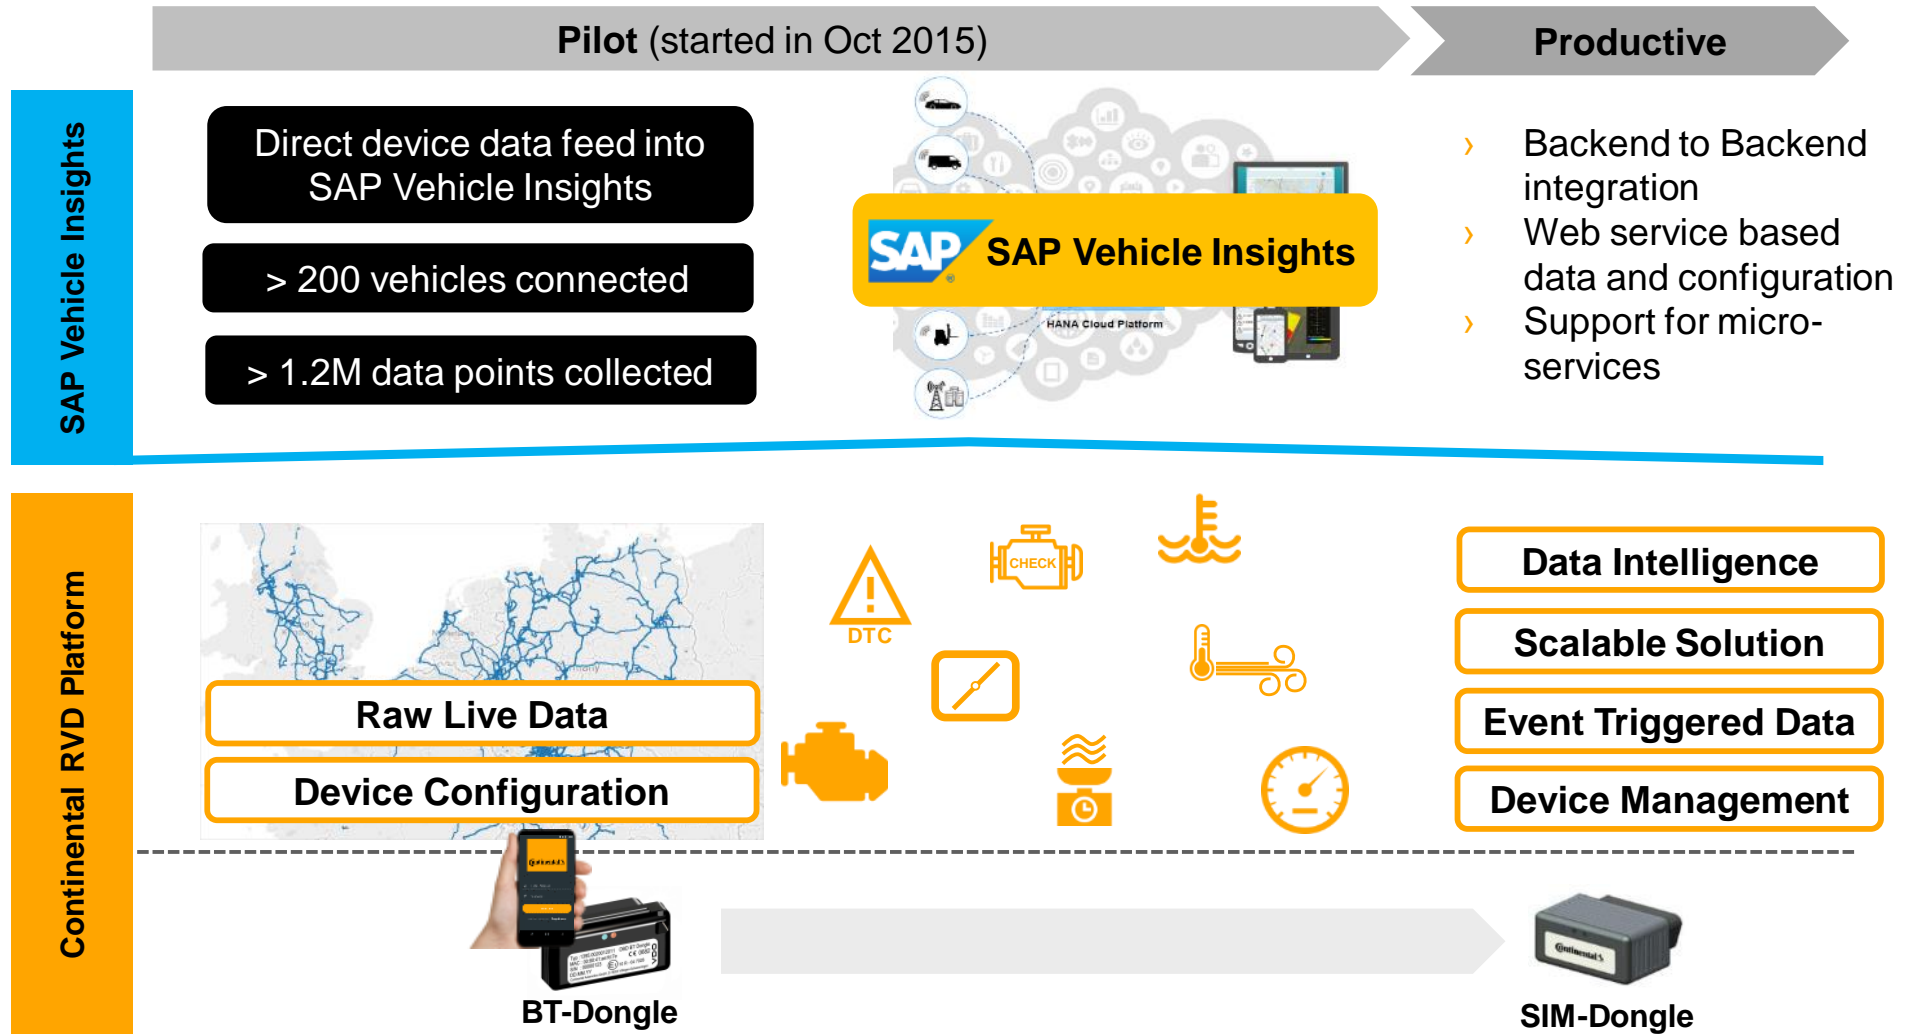 Pilot (started in Oct 2015)
Productive
SAP Vehicle Insights
Direct device data feed into
SAP Vehicle Insights
> 200 vehicles connected
> 1.2M data points collected
SAP
®
SAP Vehicle Insights
HANA Cloud Platform
› Backend to Backend
integration
› Web service based
data and configuration
› Support for micro-
services
Continental RVD Platform
Raw Live Data
Device Configuration
DTC
CHECK
Data Intelligence
Scalable Solution
Event Triggered Data
Device Management
Continental
VDO
BT-Dongle
Continental
SIM-Dongle